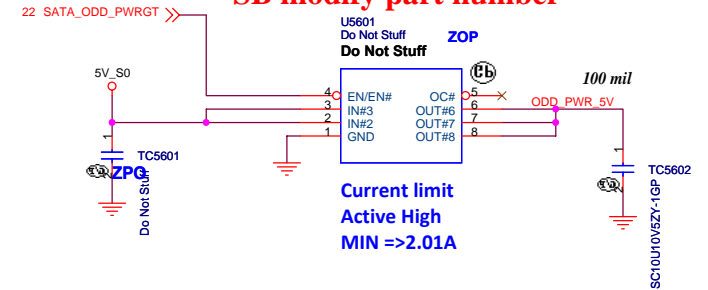 SB modify part number
22 SATA_ODD_PWRGT
U5601
Do Not Stuff
Do Not Stuff
ZOP
5V_S0
100 mil
4 EN/EN# OC# 5
3 IN#3 OUT#6 6
2 IN#2 OUT#7 7
1 GND OUT#8 8
ODD_PWR_5V
1
TC5601
ZPO
Do Not Stuff
1
TC5602
2
SC10U10V5ZY-1GP
Current limit
Active High
MIN =>2.01A